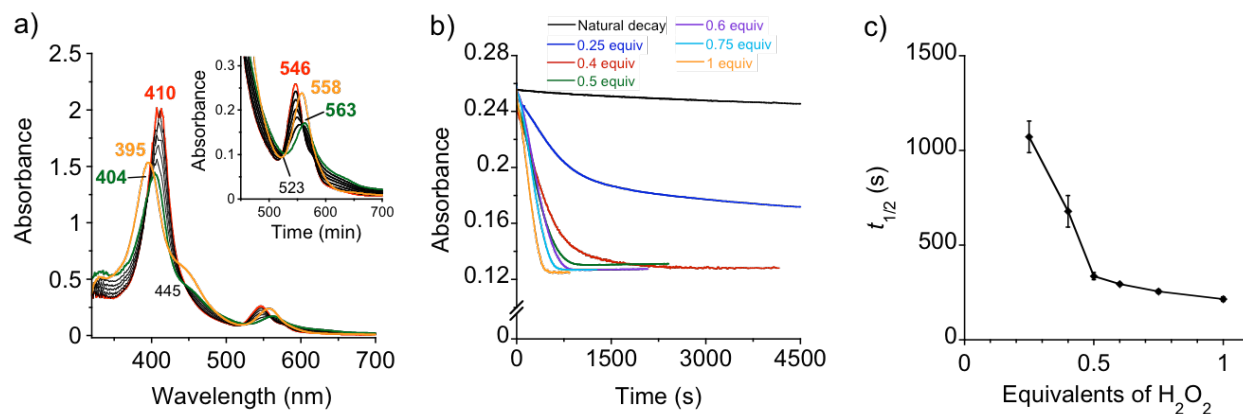 a)
2.5
2
1.5
1
0.5
0
Absorbance
400
500
600
700
Wavelength (nm)
410
395
404
445
0.3
0.2
0.1
0
Absorbance
546
558
563
523
500
600
700
Time (min)
b)
Natural decay
0.25 equiv
0.4 equiv
0.5 equiv
0.6 equiv
0.75 equiv
1 equiv
0.28
0.24
0.2
0.16
0.12
0
Absorbance
0
1500
3000
4500
Time (s)
c)
1500
1000
500
0
t1/2 (s)
0
0.5
1
Equivalents of H2O2